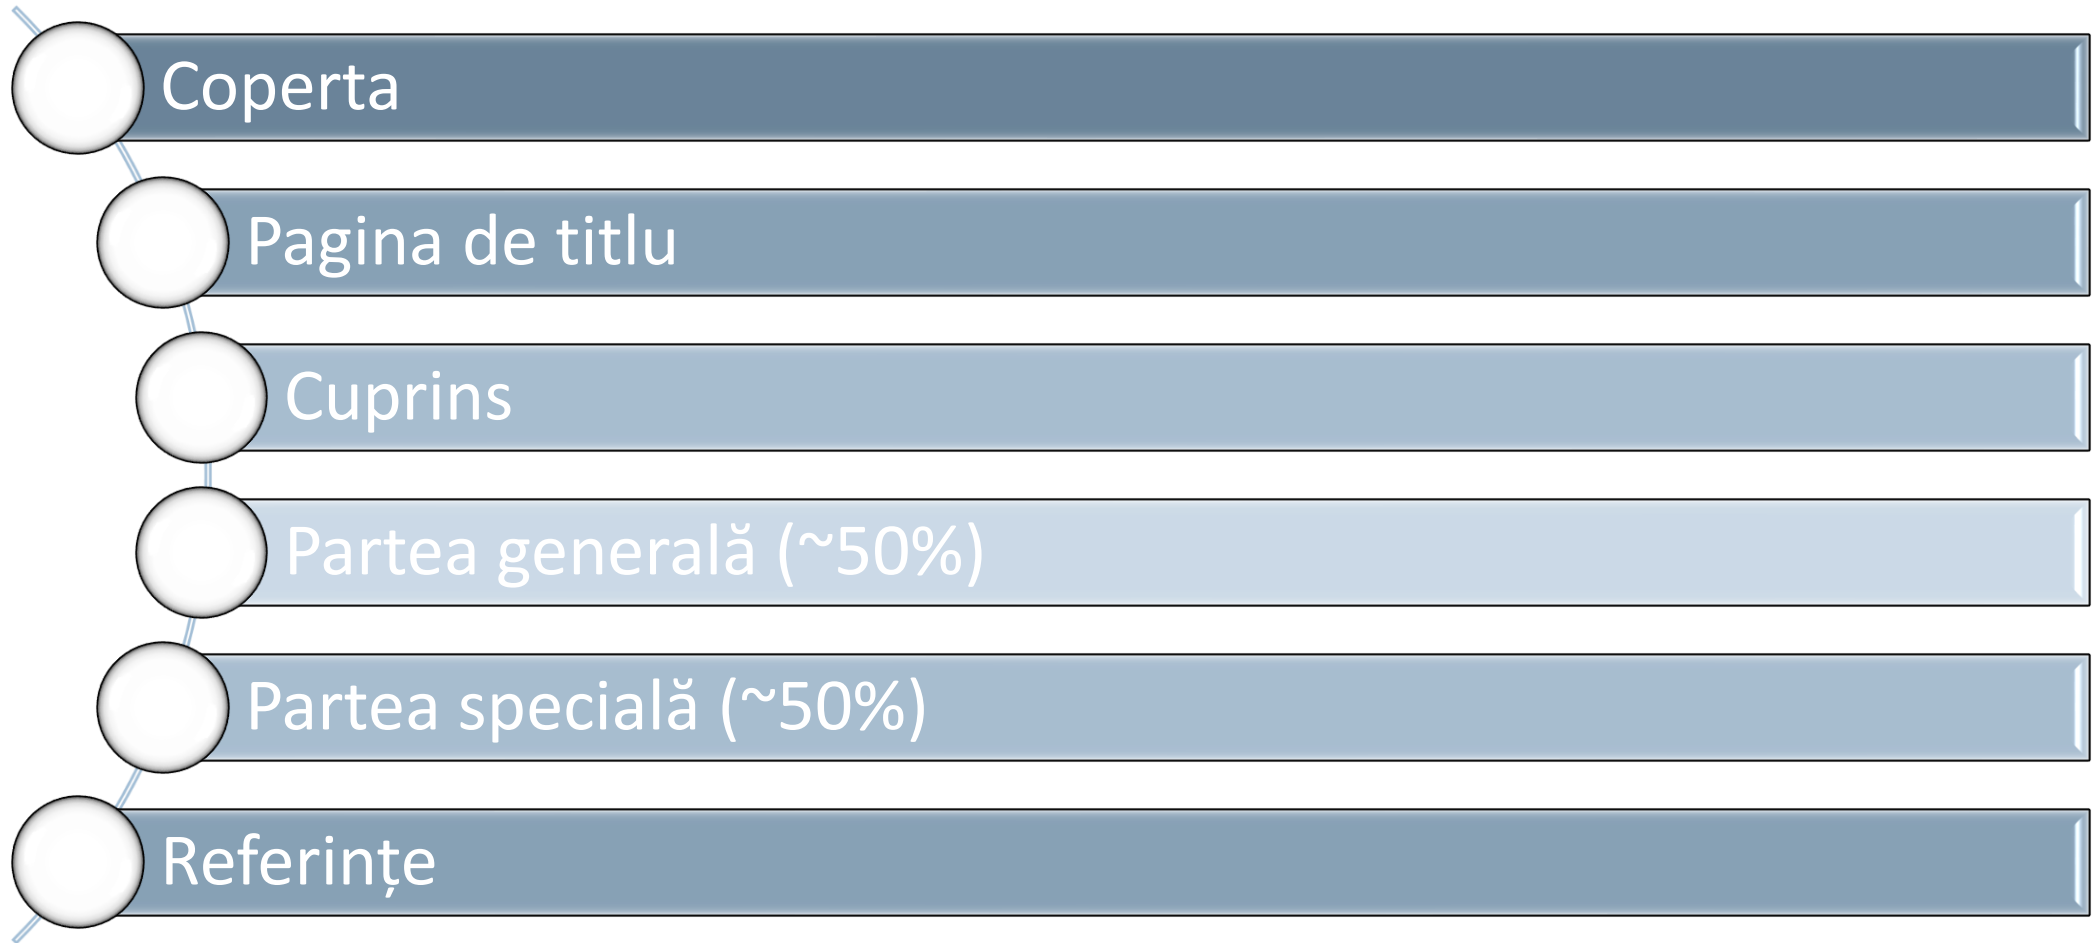 Coperta
Pagina de titlu
Cuprins
Partea generală (~50%)
Partea specială (~50%)
Referințe